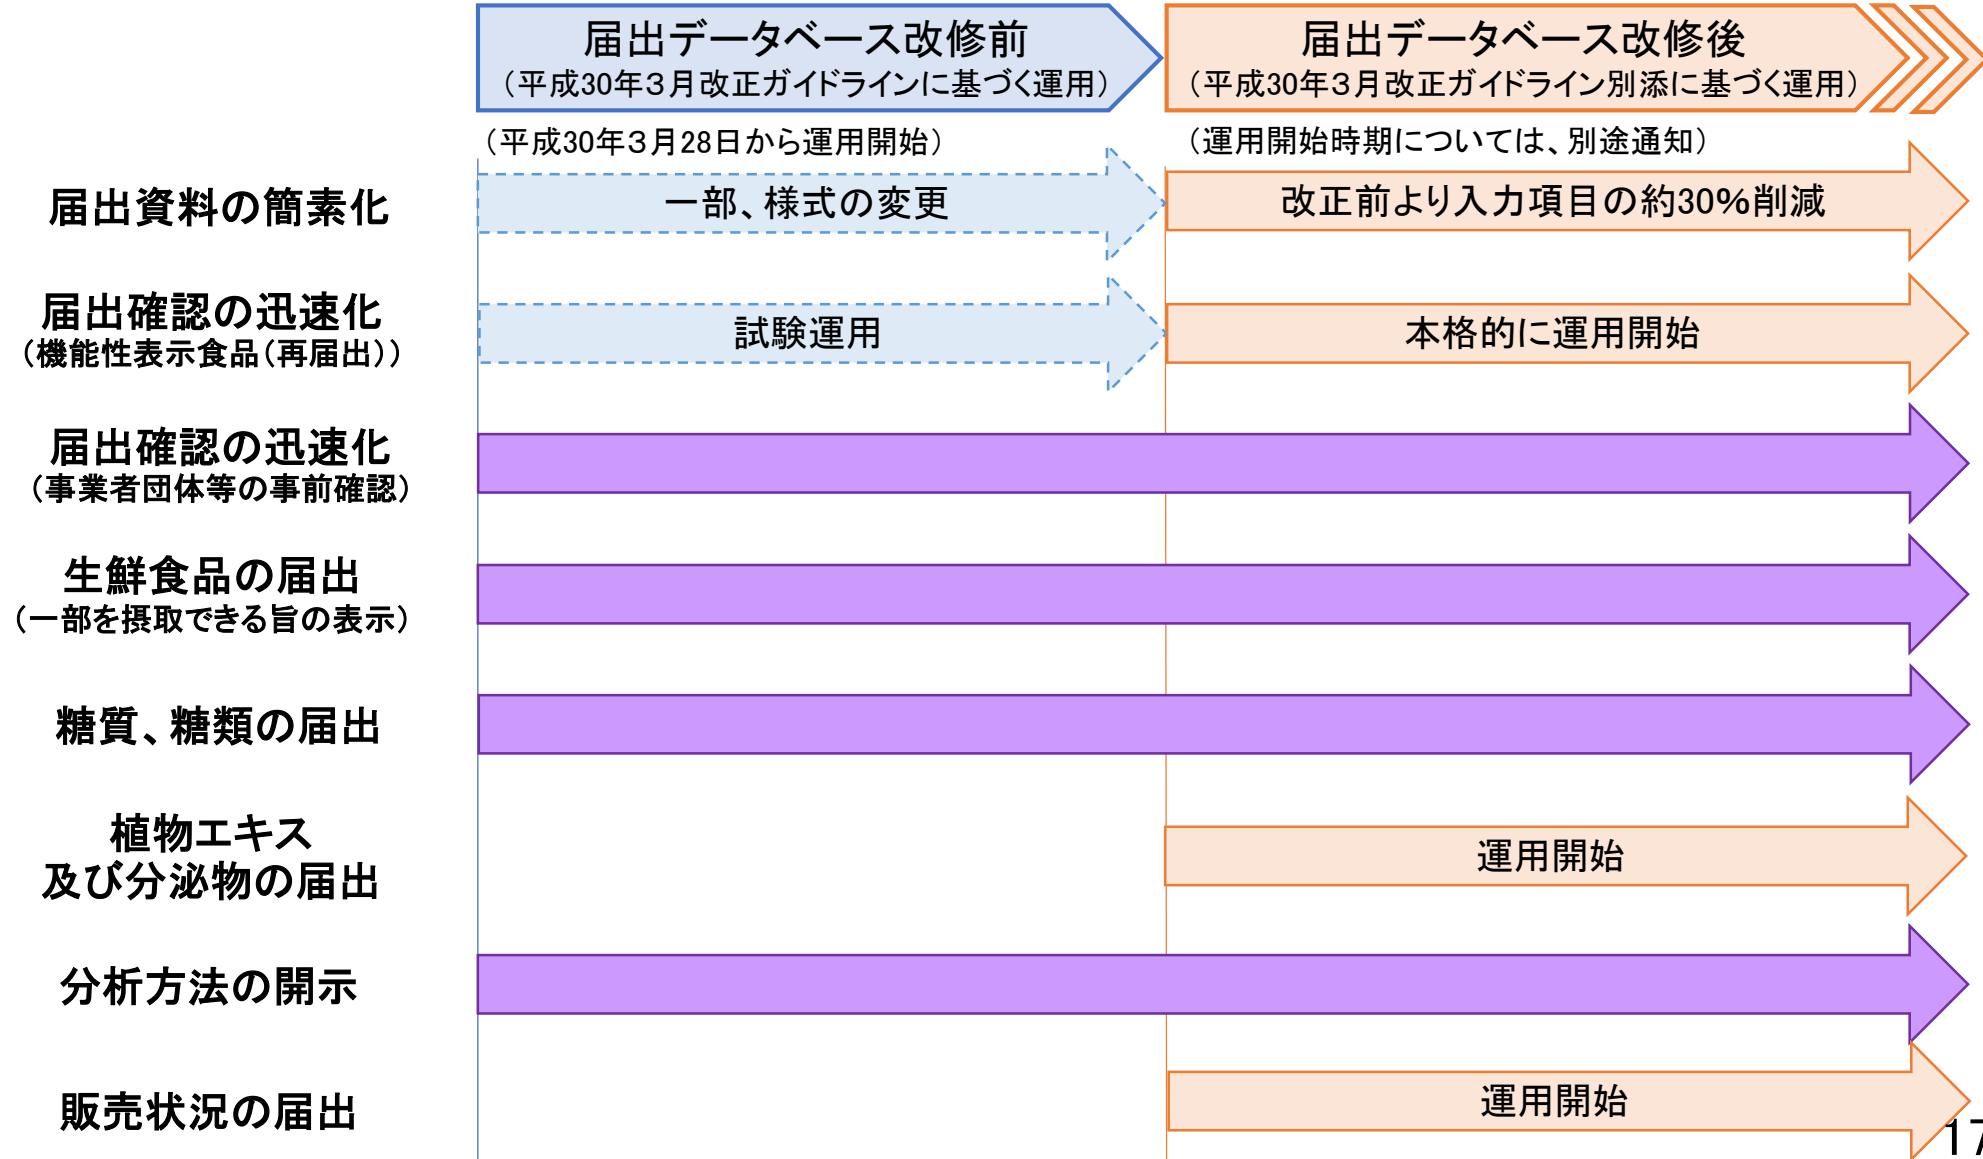 届出データベース改修前
（平成30年３月改正ガイドラインに基づく運用）
届出データベース改修後
（平成30年３月改正ガイドライン別添に基づく運用）
（平成30年３月28日から運用開始）
（運用開始時期については、別途通知）
届出資料の簡素化
一部、様式の変更
改正前より入力項目の約30%削減
届出確認の迅速化
（機能性表示食品（再届出））
試験運用
本格的に運用開始
届出確認の迅速化
（事業者団体等の事前確認）
生鮮食品の届出
（一部を摂取できる旨の表示）
糖質、糖類の届出
植物エキス
及び分泌物の届出
運用開始
分析方法の開示
販売状況の届出
運用開始
17